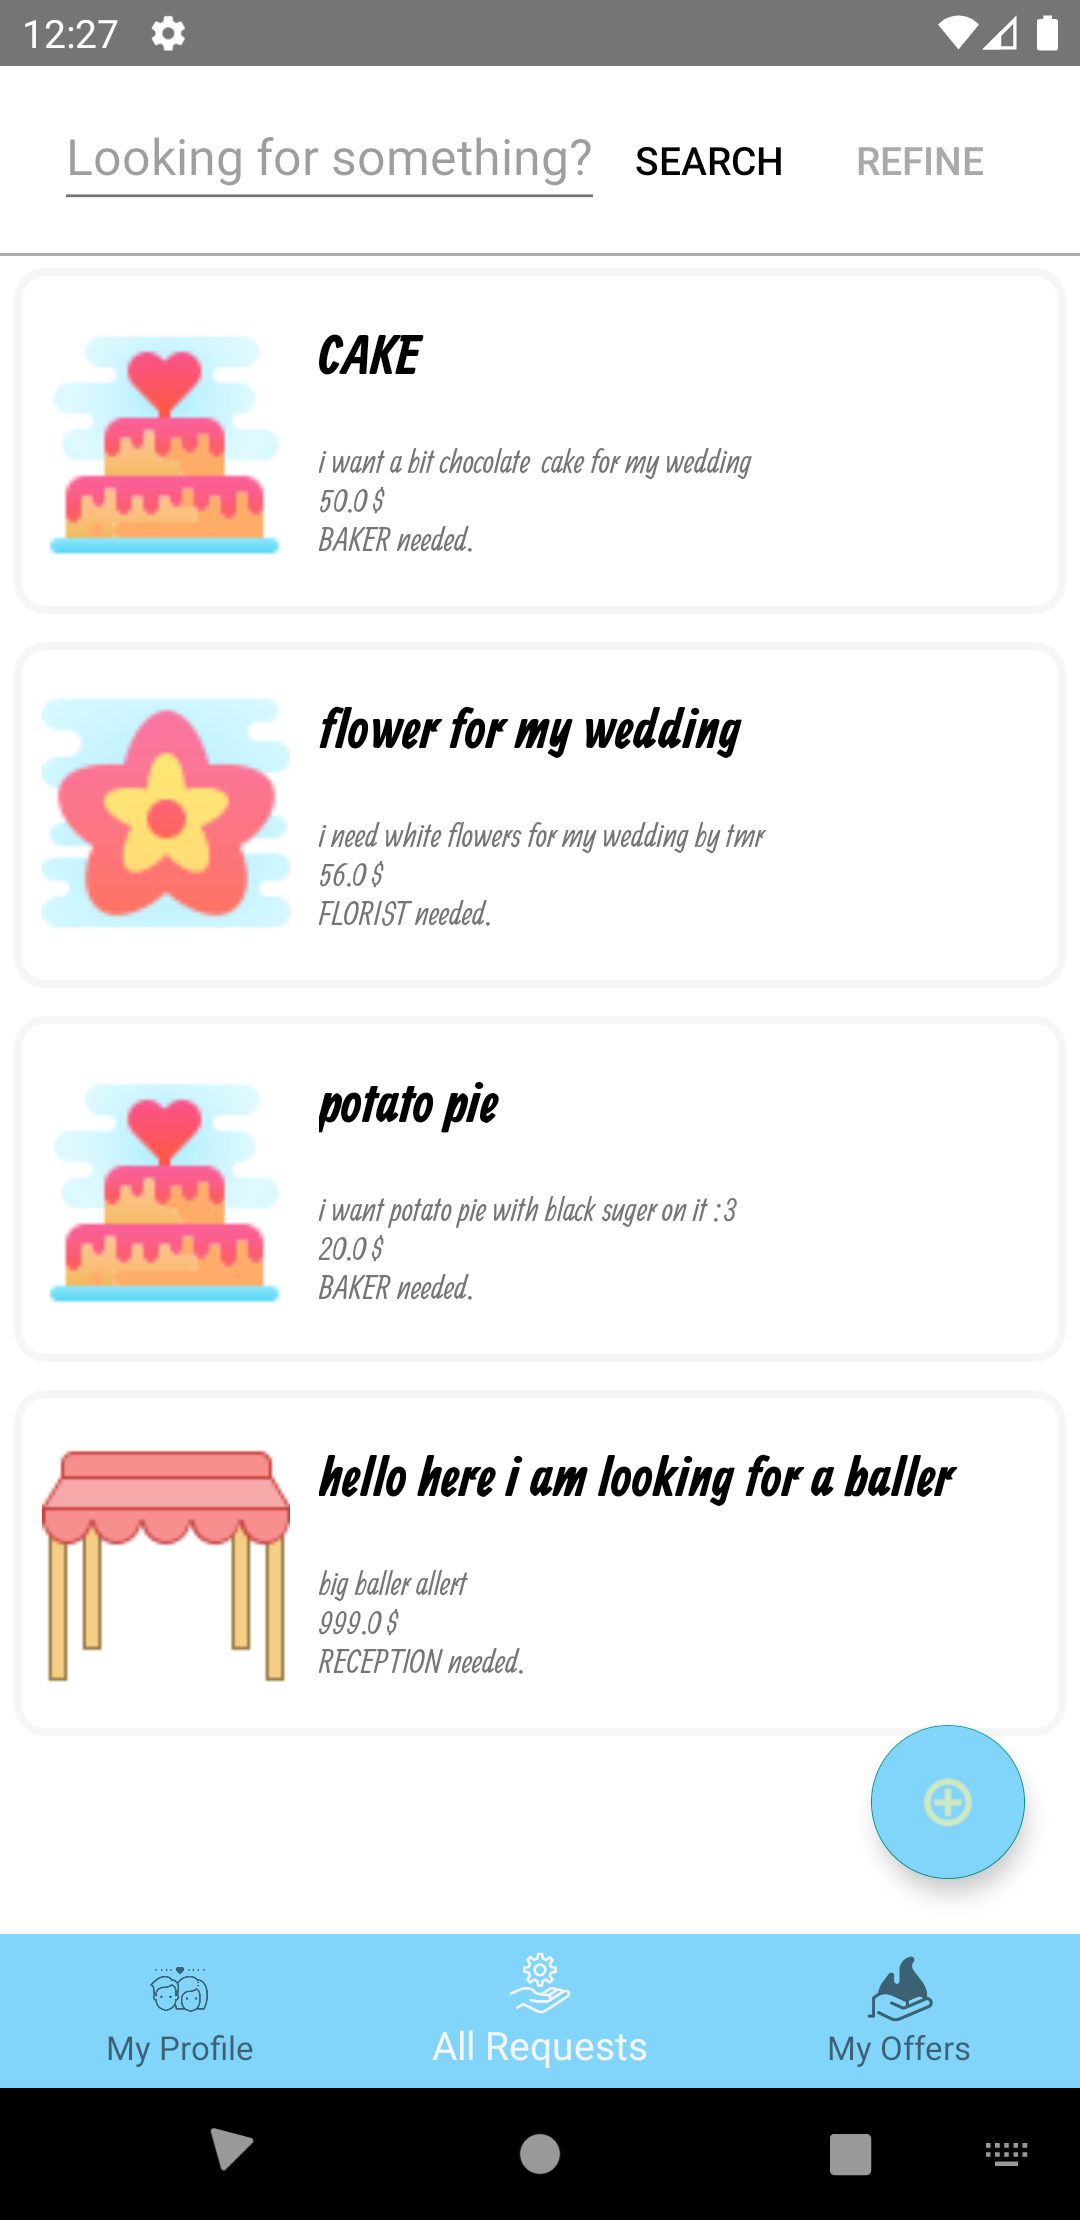 12:27
Looking for something? SEARCH REFINE
CAKE
i want a bit chocolate  cake for my wedding
50.0 $
BAKER needed.
flower for my wedding
i need white flowers for my wedding by tmr
56.0 $
FLORIST needed.
potato pie
i want potato pie with black suger on it :3
20.0 $
BAKER needed.
hello here i am looking for a baller
big baller allert
999.0 $
RECEPTION needed.
My Profile All Requests My Offers